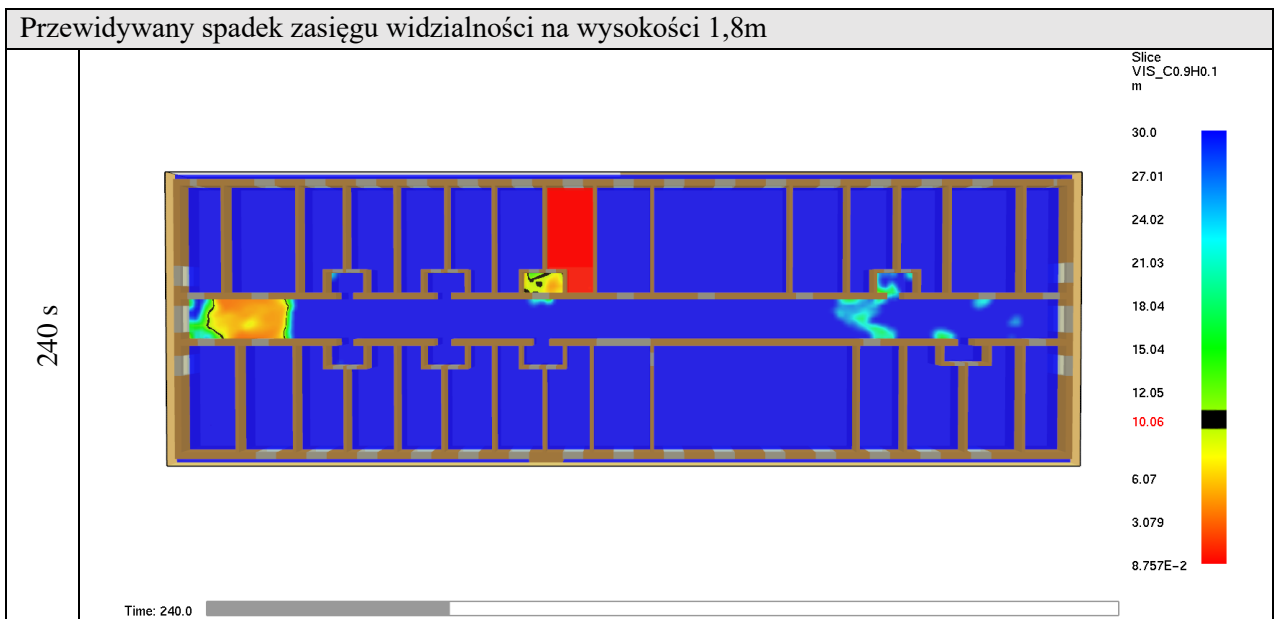 Przewidywany spadek zasięgu widzialności na wysokości 1,8m
240 s
Slice
VIS_C0.9H0.1
m
30.0
27.01
24.02
21.03
18.04
15.04
12.05
10.06
6.07
3.079
8.757E-2
Time: 240.0